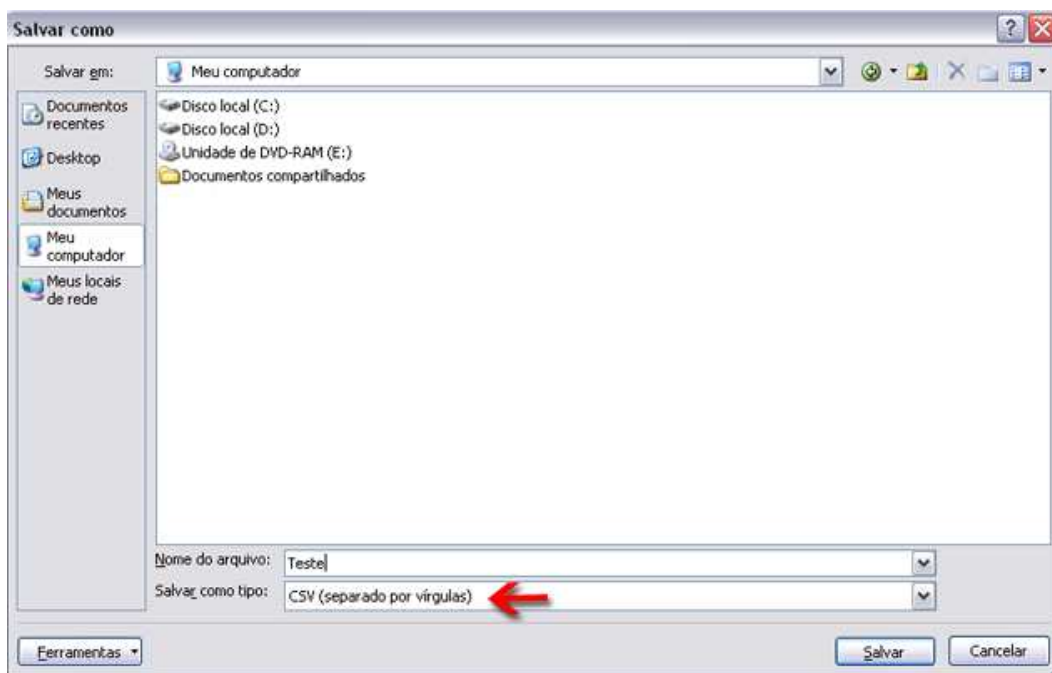 Salvar como
?
Salvar em:
Meu computador
Documentos
recentes
Desktop
Meus
documentos
Meu
computador
Meus locais
de rede
Disco local (C:)
Disco local (D:)
Unidade de DVD-RAM (E:)
Documentos compartilhados
Nome do arquivo:
Teste
Salvar como tipo:
CSV (separado por vírgulas)
Ferramentas
Salvar
Cancelar